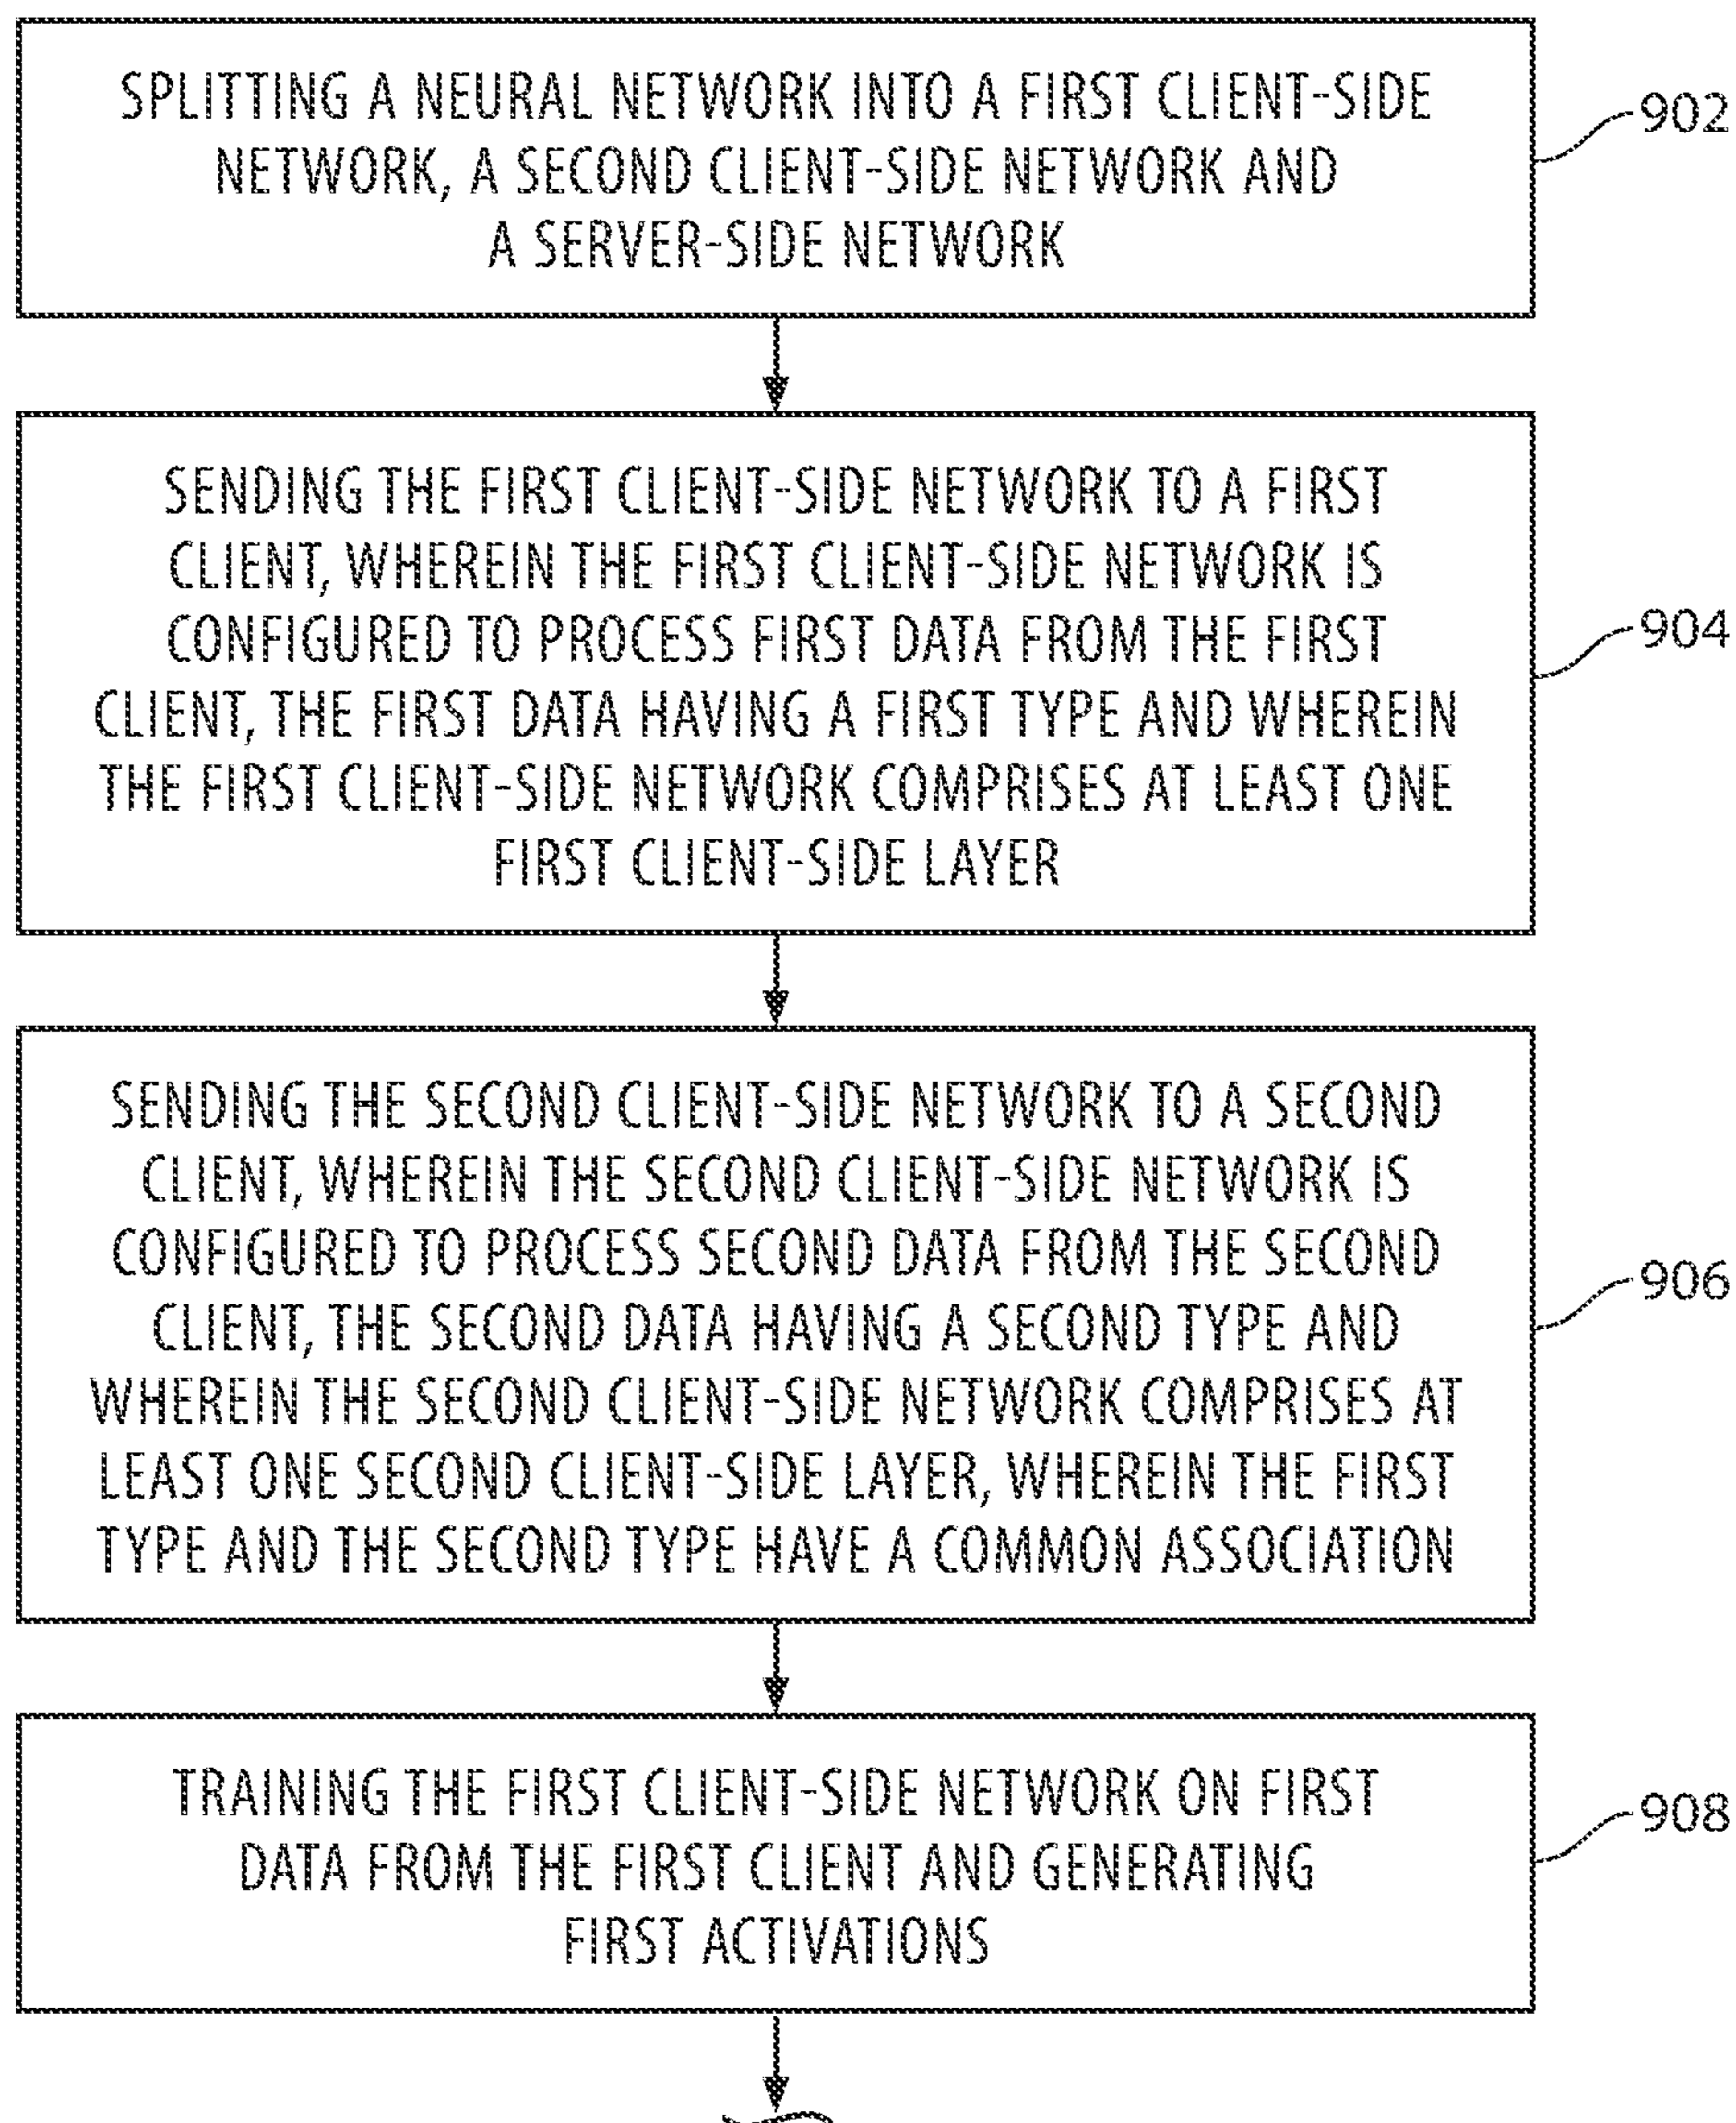 SPLITTING A NEURAL NETWORK INTO A FIRST CLIENT-SIDE
NETWORK, A SECOND CLIENT-SIDE NETWORK AND
A SERVER-SIDE NETWORK
902
SENDING THE FIRST CLIENT-SIDE NETWORK TO A FIRST
CLIENT, WHEREIN THE FIRST CLIENT-SIDE NETWORK IS
CONFIGURED TO PROCESS FIRST DATA FROM THE FIRST
CLIENT, THE FIRST DATA HAVING A FIRST TYPE AND WHEREIN
THE FIRST CLIENT-SIDE NETWORK COMPRISES AT LEAST ONE
FIRST CLIENT-SIDE LAYER
904
SENDING THE SECOND CLIENT-SIDE NETWORK TO A SECOND
CLIENT, WHEREIN THE SECOND CLIENT-SIDE NETWORK IS
CONFIGURED TO PROCESS SECOND DATA FROM THE SECOND
CLIENT, THE SECOND DATA HAVING A SECOND TYPE AND
WHEREIN THE SECOND CLIENT-SIDE NETWORK COMPRISES AT
LEAST ONE SECOND CLIENT-SIDE LAYER, WHEREIN THE FIRST
TYPE AND THE SECOND TYPE HAVE A COMMON ASSOCIATION
906
TRAINING THE FIRST CLIENT-SIDE NETWORK ON FIRST
DATA FROM THE FIRST CLIENT AND GENERATING
FIRST ACTIVATIONS
908